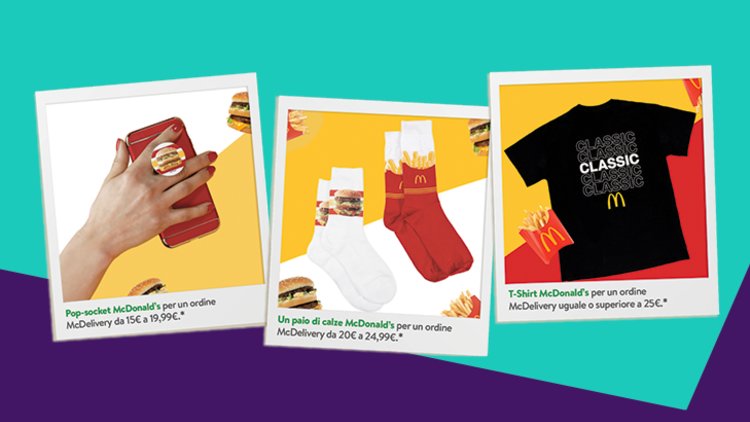 Pop-socket McDonald's per un ordine
McDelivery da 15€ a 19,99€.*
Un paio di calze McDonald's per un ordine
McDelivery da 20€ a 24,99€.*
CLASSIC
CLASSIC
CLASSIC
CLASSIC
CLASSIC
T-Shirt McDonald's per un ordine
McDelivery uguale o superiore a 25€.*